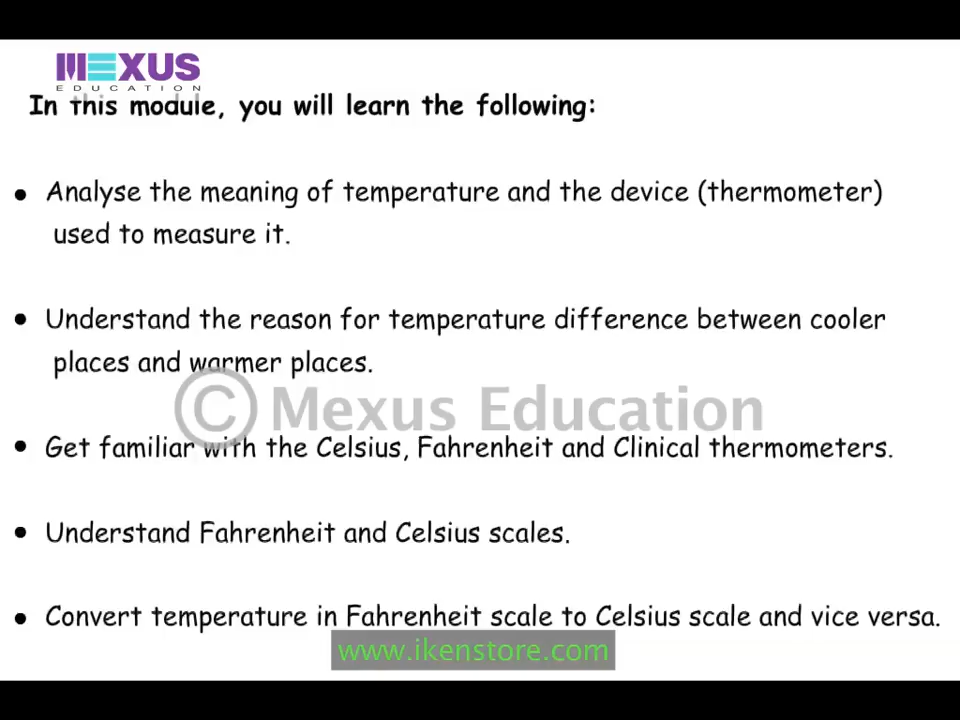 MEXUS
EDUCATION
In this module, you will learn the following:
• Analyse the meaning of temperature and the device (thermometer)
used to measure it.
• Understand the reason for temperature difference between cooler
places and warmer places.
© Mexus Education
• Get familiar with the Celsius, Fahrenheit and Clinical thermometers.
• Understand Fahrenheit and Celsius scales.
• Convert temperature in Fahrenheit scale to Celsius scale and vice versa.
www.ikenstore.com